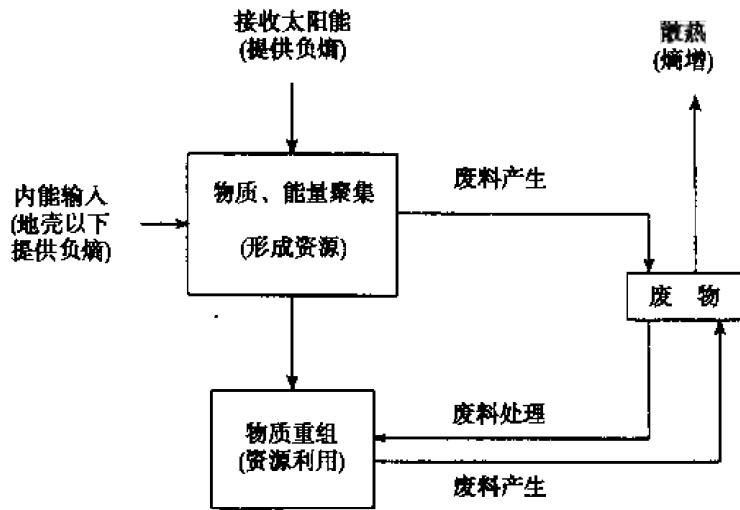 接收太阳能
(提供负熵)
散热
(熵增)
内能输入
(地壳以下
提供负熵)
物质、能量聚集
(形成资源)
废料产生
废 物
物质重组
(资源利用)
废料处理
废料产生